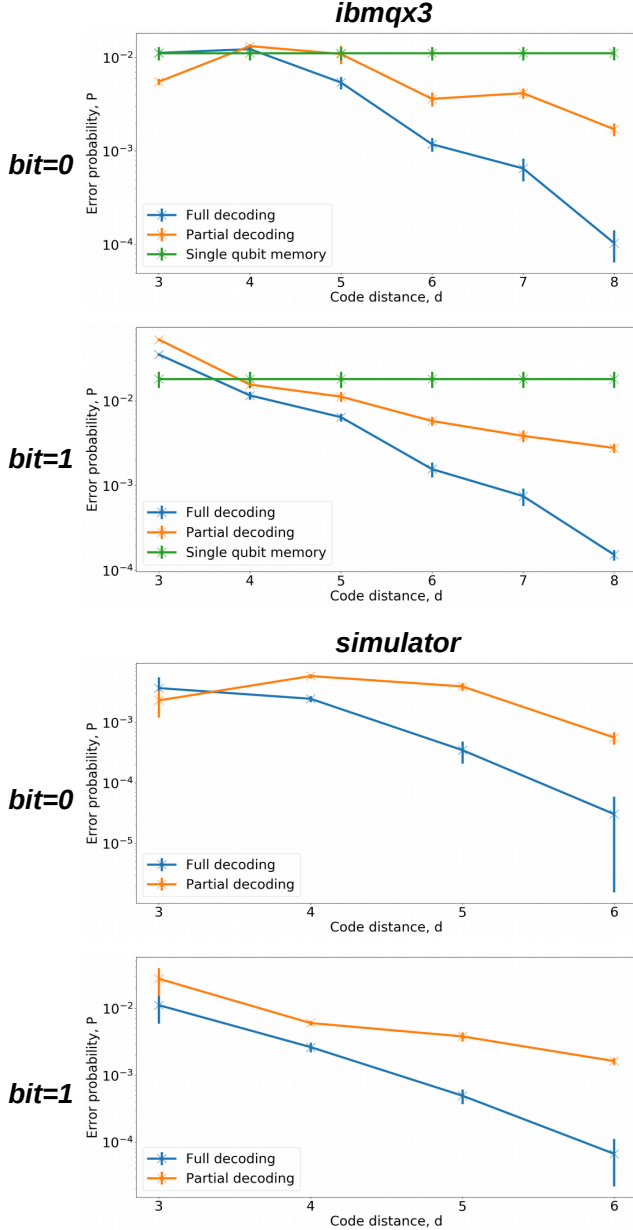 ibmqx3
bit=0
Error probability, P
10⁻²
10⁻³
10⁻⁴
Full decoding
Partial decoding
Single qubit memory
3 4 5 6 7 8
Code distance, d
bit=1
Error probability, P
10⁻²
10⁻³
10⁻⁴
Full decoding
Partial decoding
Single qubit memory
3 4 5 6 7 8
Code distance, d
simulator
bit=0
Error probability, P
10⁻³
10⁻⁴
10⁻⁵
Full decoding
Partial decoding
3 4 5 6
Code distance, d
bit=1
Error probability, P
10⁻²
10⁻³
10⁻⁴
Full decoding
Partial decoding
3 4 5 6
Code distance, d